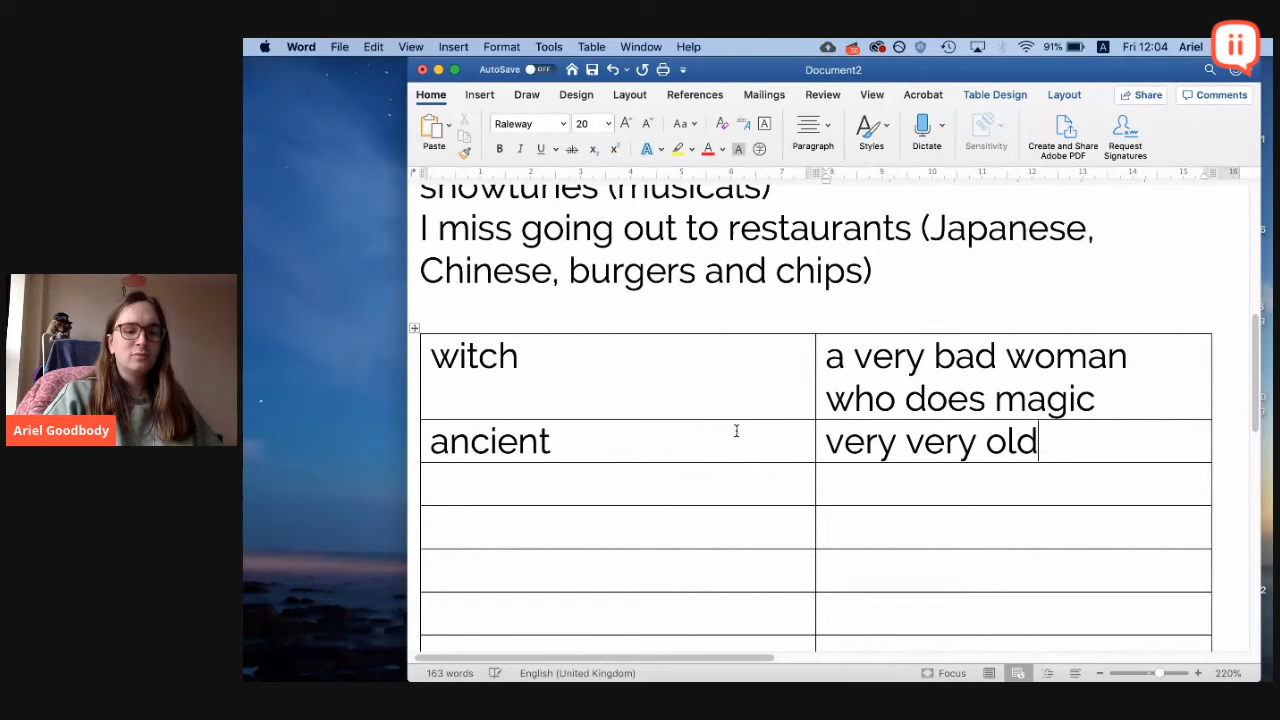 Word File Edit View Insert Format Tools Table Window Help 91% A Fri 12:04 Ariel
AutoSave OFF Document2
Home Insert Draw Design Layout References Mailings Review View Acrobat Table Design Layout Share Comments
Raleway 20
Paste Paragraph Styles Dictate Sensitivity Create and Share Adobe PDF Request Signatures
showtunes (musicals)
I miss going out to restaurants (Japanese,
Chinese, burgers and chips)
witch
a very bad woman
who does magic
ancient
very very old
Ariel Goodbody
163 words English (United Kingdom) Focus 220%